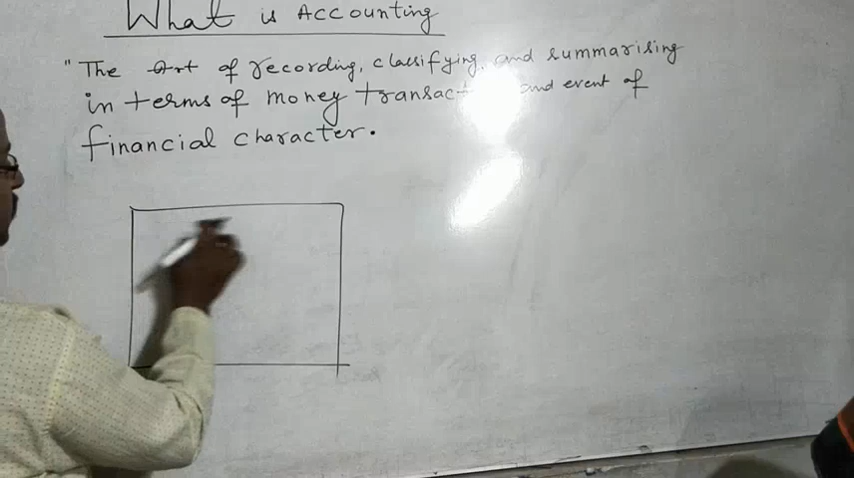 What is Accounting
"The Art of recording, classifying, and summarising
in terms of money transact and event of
financial character.